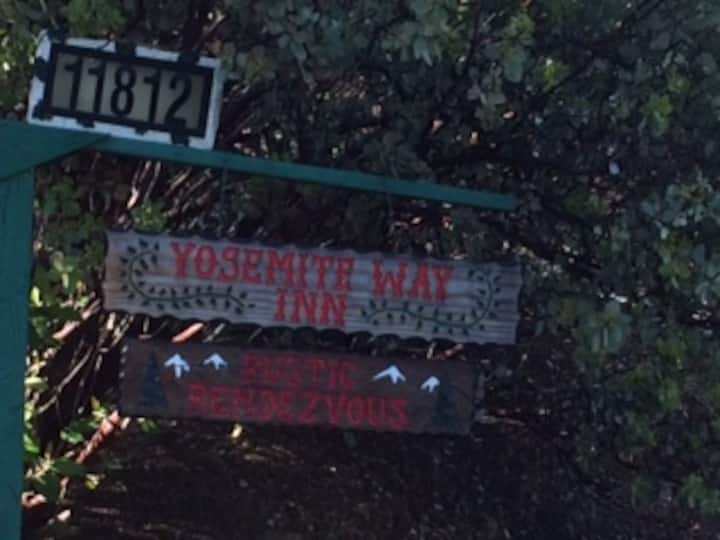 11812
YOSEMITE WAY
INN
RUSTIC
RENDEZVOUS